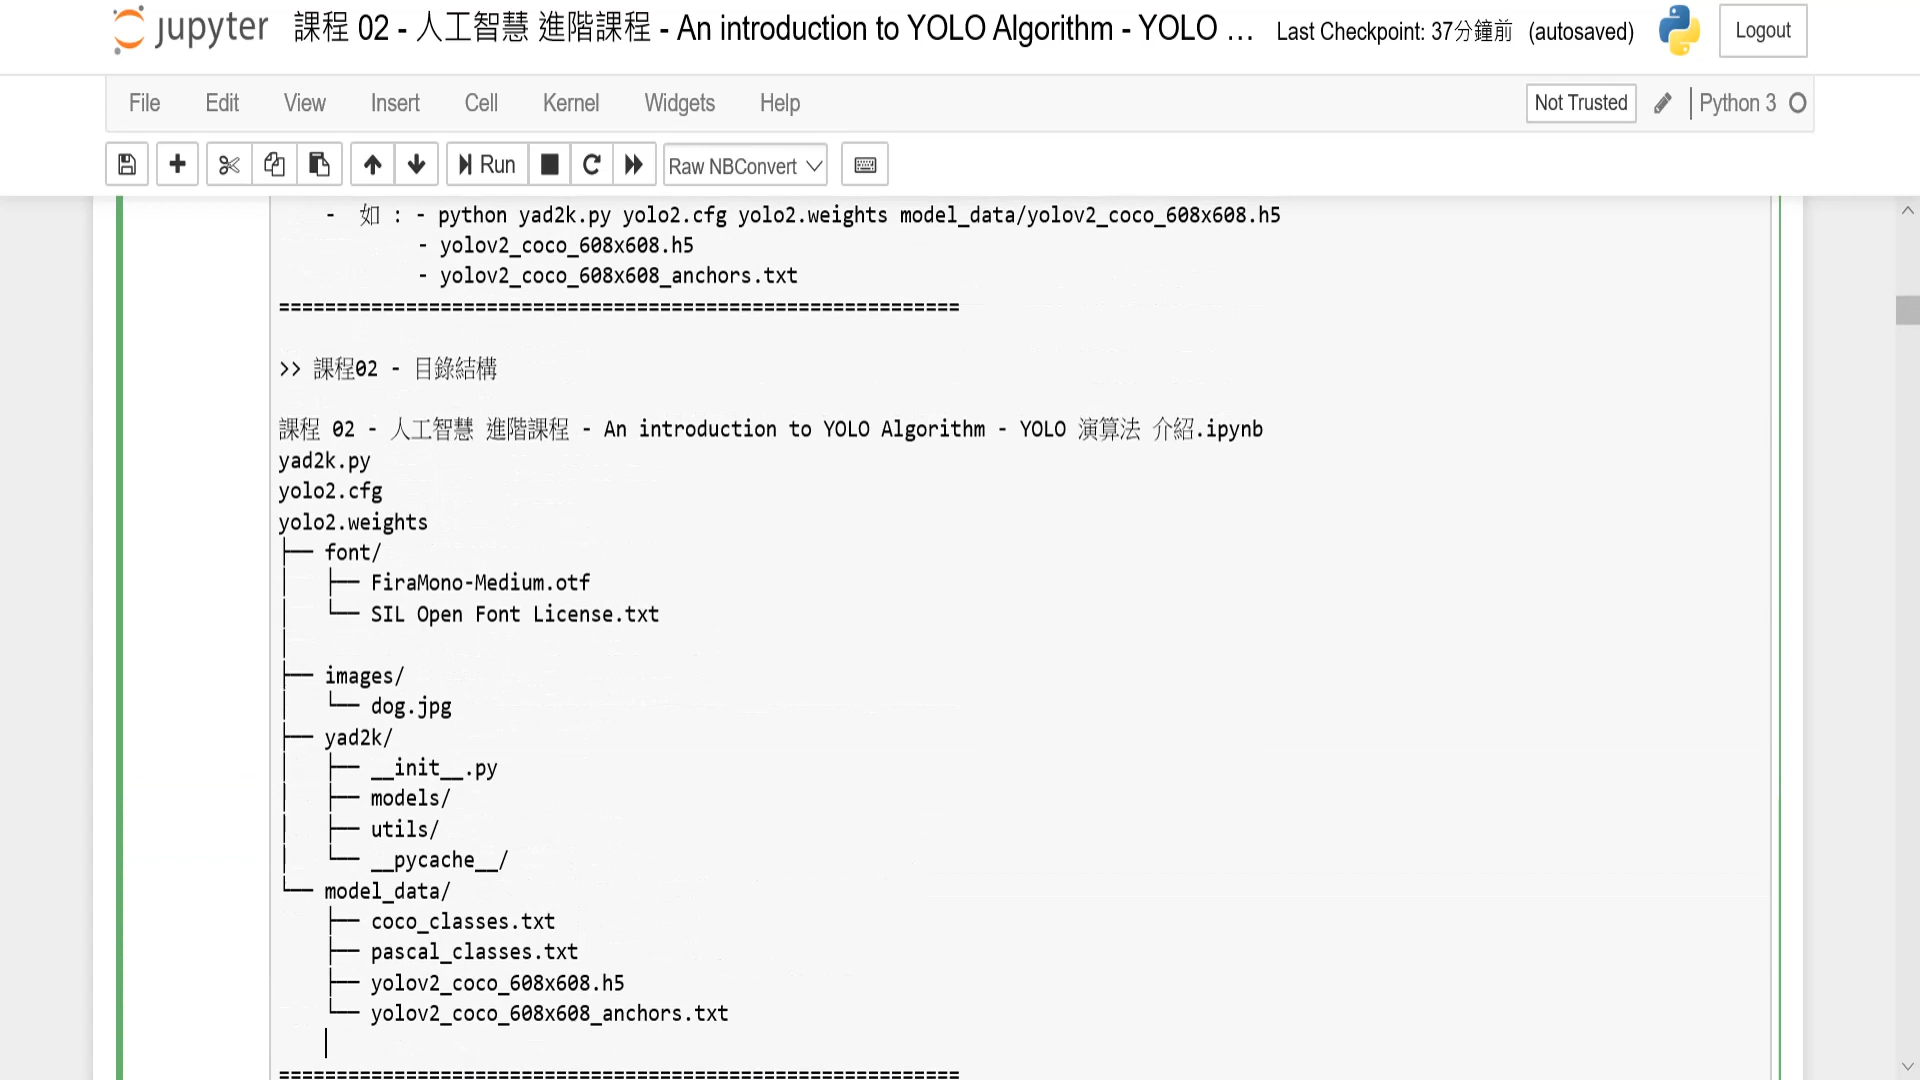 jupyter 課程 02 - 人工智慧 進階課程 - An introduction to YOLO Algorithm - YOLO ... Last Checkpoint: 37分鐘前 (autosaved) Logout
File Edit View Insert Cell Kernel Widgets Help Not Trusted Python 3
Run Raw NBConvert
- 如 : - python yad2k.py yolo2.cfg yolo2.weights model_data/yolov2_coco_608x608.h5
- yolov2_coco_608x608.h5
- yolov2_coco_608x608_anchors.txt
===========================================================
>> 課程02 - 目錄結構
課程 02 - 人工智慧 進階課程 - An introduction to YOLO Algorithm - YOLO 演算法 介紹.ipynb
yad2k.py
yolo2.cfg
yolo2.weights
├── font/
│   ├── FiraMono-Medium.otf
│   └── SIL Open Font License.txt
│
├── images/
│   └── dog.jpg
├── yad2k/
│   ├── __init__.py
│   ├── models/
│   ├── utils/
│   └── __pycache__/
└── model_data/
    ├── coco_classes.txt
    ├── pascal_classes.txt
    ├── yolov2_coco_608x608.h5
    └── yolov2_coco_608x608_anchors.txt
===========================================================